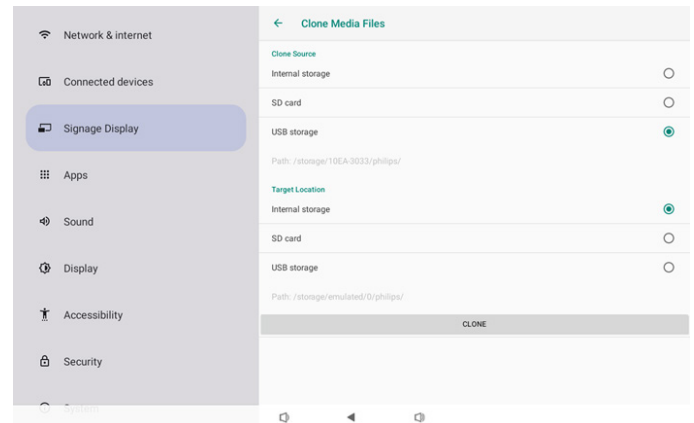 Network & internet
Connected devices
Signage Display
Apps
Sound
Display
Accessibility
Security
System
Clone Media Files
Clone Source
Internal storage
SD card
USB storage
Path: /storage/10EA-3033/philips/
Target Location
Internal storage
SD card
USB storage
Path: /storage/emulated/0/philips/
CLONE